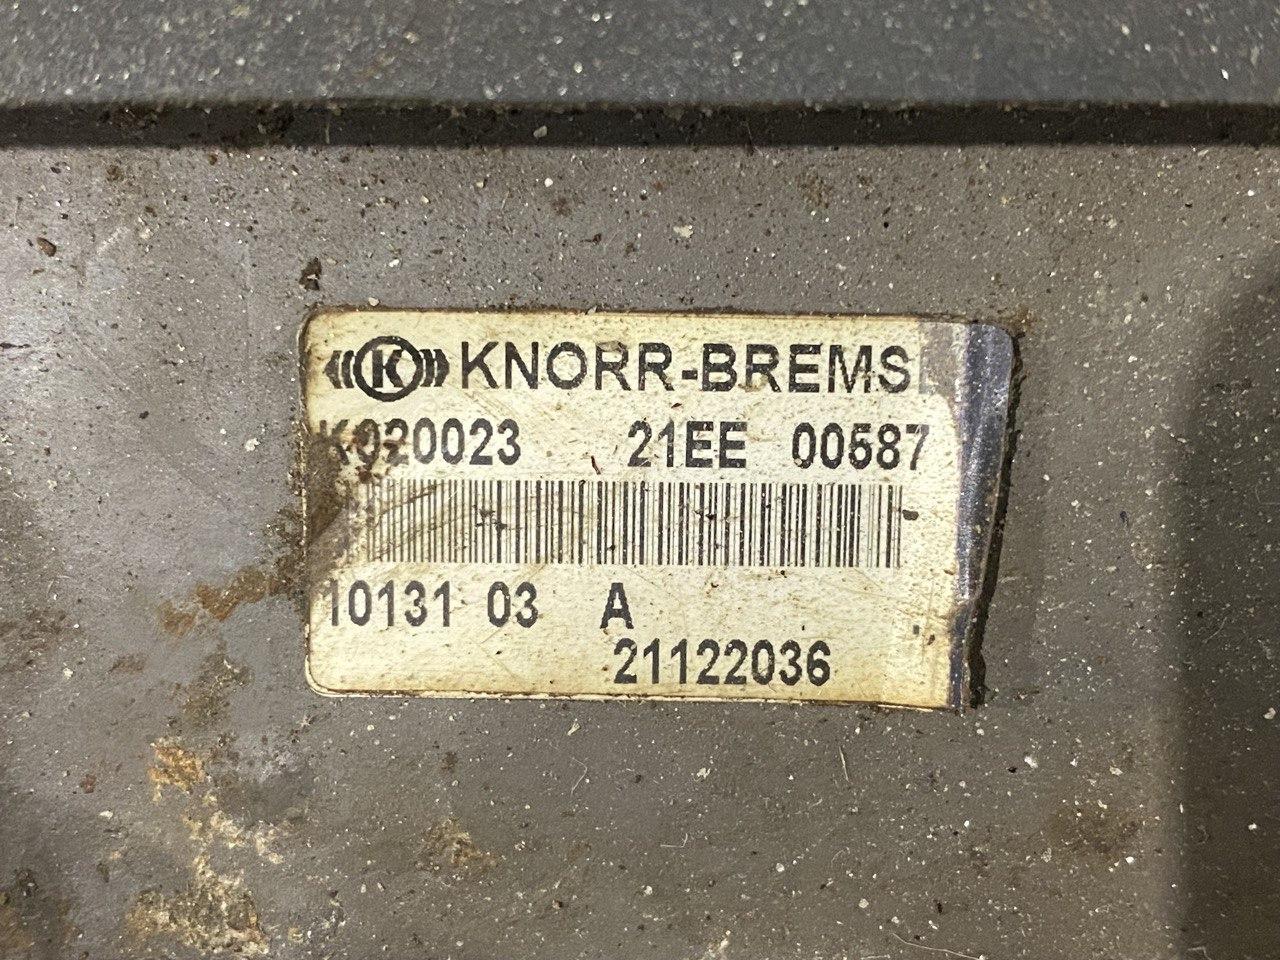 K KNORR-BREMSE
K020023 21EE 00587
10131 03 A
21122036